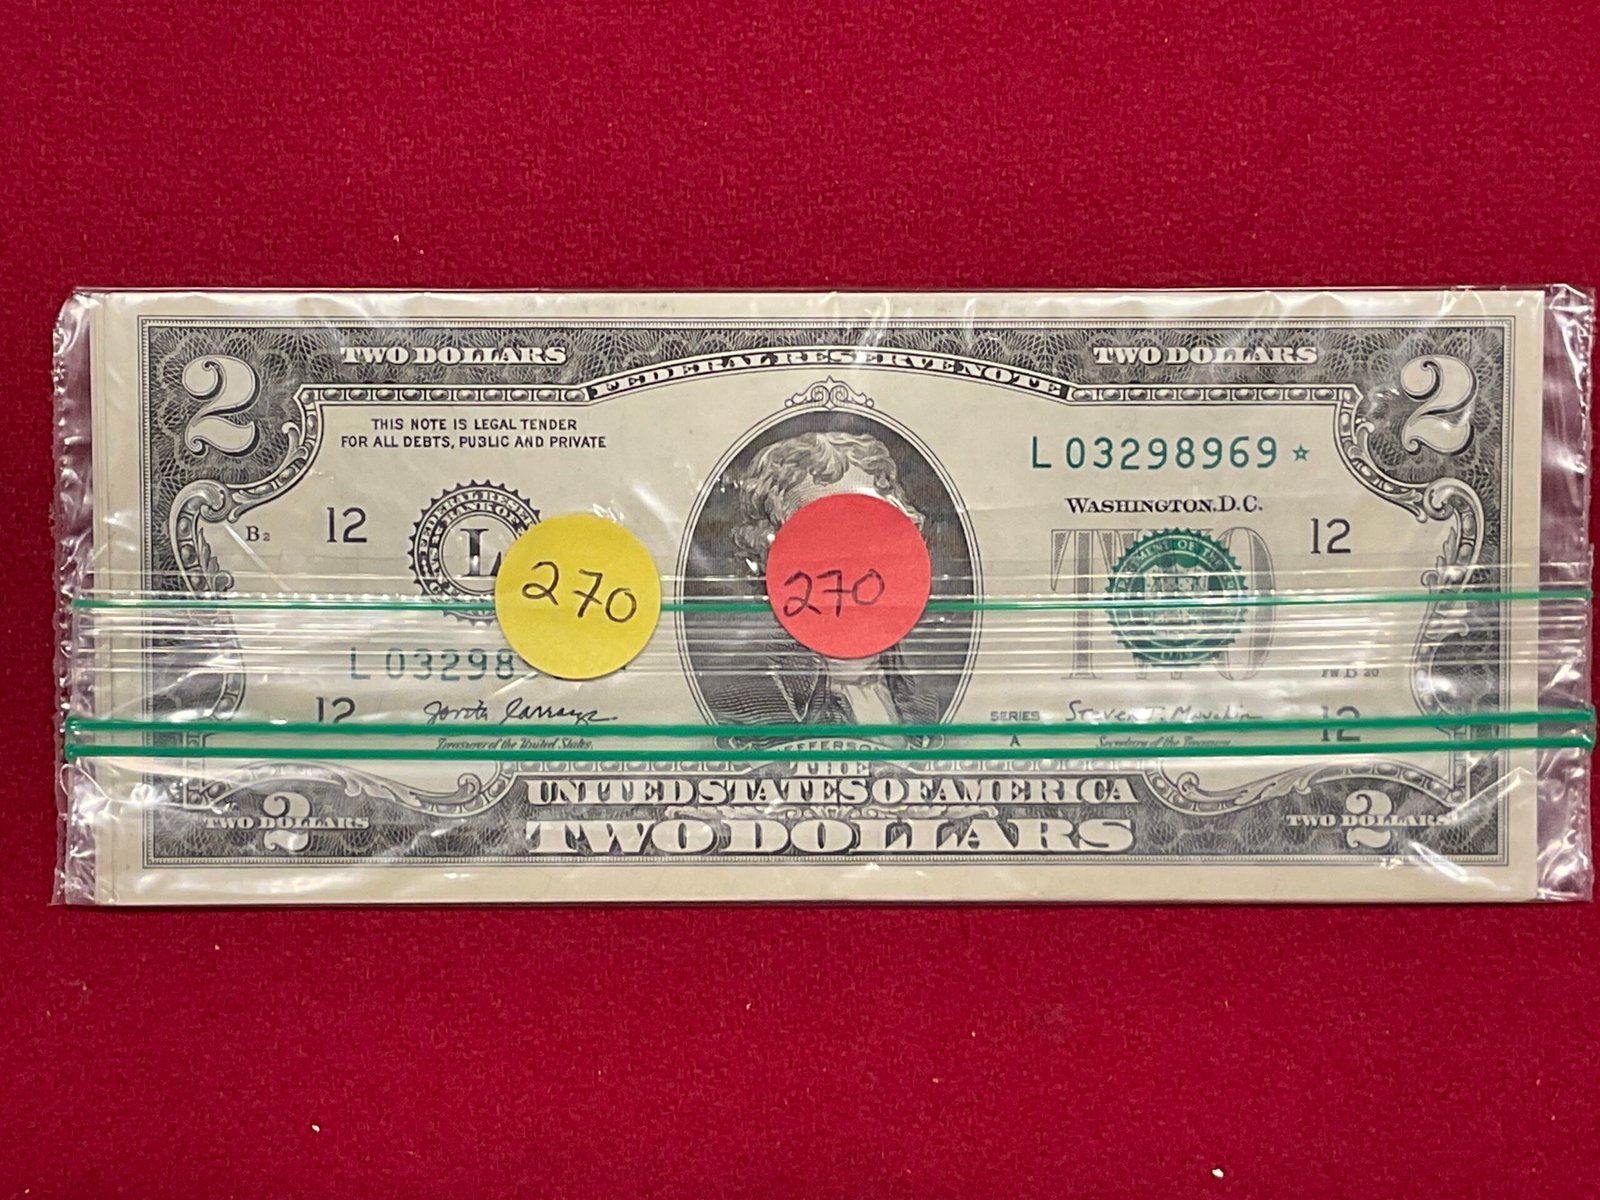 2
TWO DOLLARS
FEDERAL RESERVE NOTE
TWO DOLLARS
2
THIS NOTE IS LEGAL TENDER
FOR ALL DEBTS, PUBLIC AND PRIVATE
L 03298969 ☆
WASHINGTON, D.C.
B2
12
L
12
TWO
270
270
L 03298
12
12
Treasurer of the United States.
SERIES
A
Secretary of the Treasury
JEFFERSON
THE
UNITED STATES OF AMERICA
TWO DOLLARS
2
TWO DOLLARS
2
TWO DOLLARS